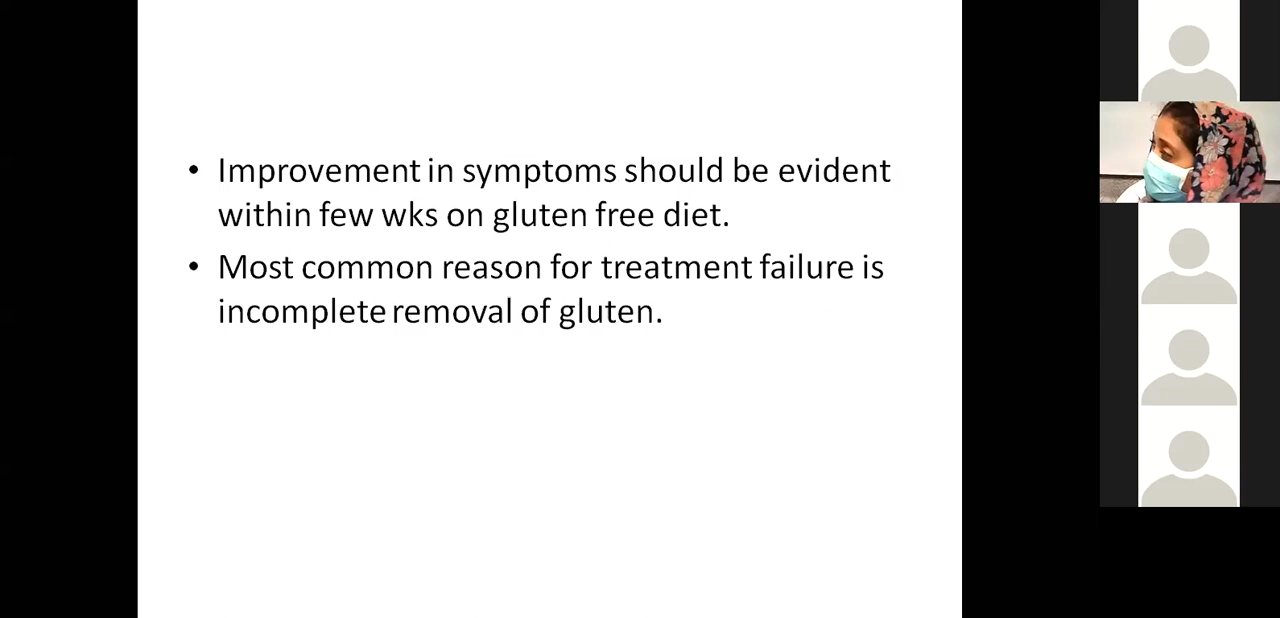 • Improvement in symptoms should be evident
within few wks on gluten free diet.
• Most common reason for treatment failure is
incomplete removal of gluten.